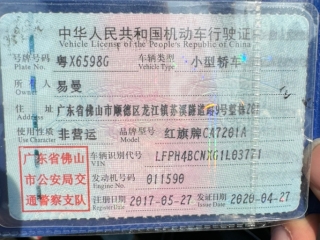 中华人民共和国机动车行驶证
Vehicle License of the People's Republic of China
号牌号码 粤X6598G 车辆类型 小型轿车
Plate No. Vehicle Type
所有人 易曼
Owner
住址 广东省佛山市顺德区龙江镇
Address
使用性质 非营运 品牌型号 红旗牌CA7201A
Use Character Model
广东省佛山市公安局交通警察支队
车辆识别代号
VIN
发动机号码 011590
Engine No.
注册日期 2017-05-27 发证日期 2020-04-27
Register Date Issue Date